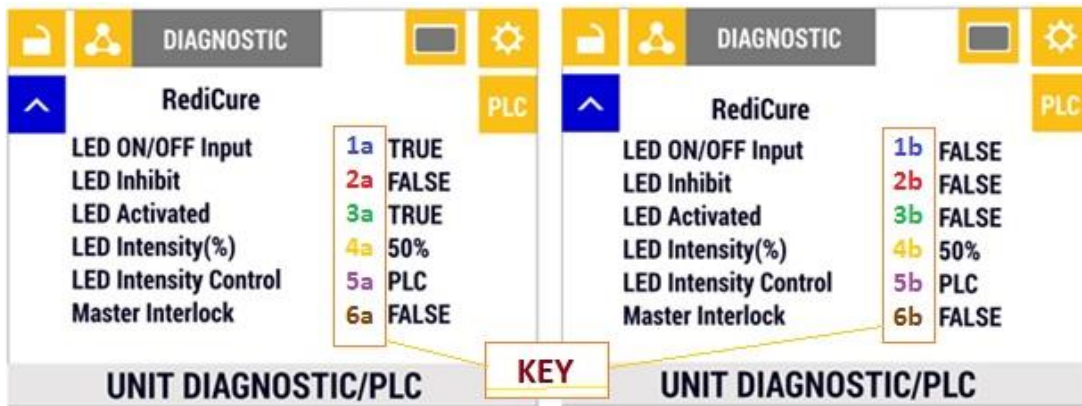 DIAGNOSTIC
PLC
RediCure
LED ON/OFF Input 1a TRUE
LED Inhibit 2a FALSE
LED Activated 3a TRUE
LED Intensity(%) 4a 50%
LED Intensity Control 5a PLC
Master Interlock 6a FALSE
UNIT DIAGNOSTIC/PLC
DIAGNOSTIC
PLC
RediCure
LED ON/OFF Input 1b FALSE
LED Inhibit 2b FALSE
LED Activated 3b FALSE
LED Intensity(%) 4b 50%
LED Intensity Control 5b PLC
Master Interlock 6b FALSE
UNIT DIAGNOSTIC/PLC
KEY